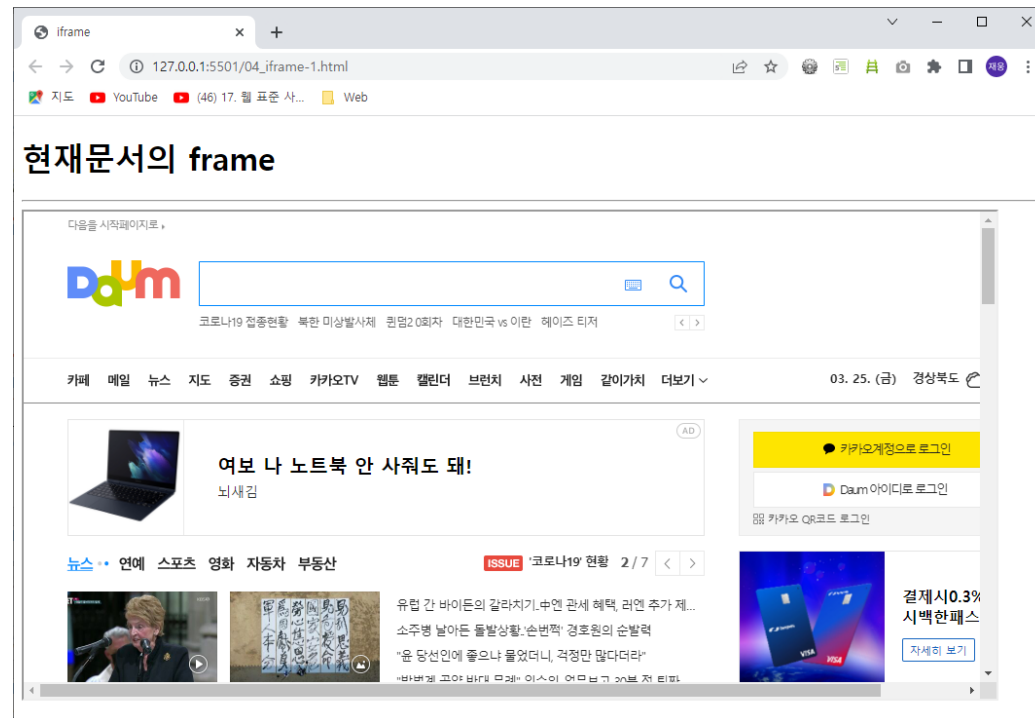 iframe
127.0.0.1:5501/04_iframe-1.html
재웅
지도 YouTube (46) 17. 웹 표준 사... Web
현재문서의 frame
다음을 시작페이지로
Daum
코로나19 접종현황 북한 미상발사체 퀸덤2 0회차 대한민국 vs 이란 헤이즈 티저
카페 메일 뉴스 지도 증권 쇼핑 카카오TV 웹툰 캘린더 브런치 사전 게임 같이가치 더보기
03. 25. (금) 경상북도
AD
여보 나 노트북 안 사줘도 돼!
뇌새김
카카오계정으로 로그인
Daum 아이디로 로그인
카카오 QR코드 로그인
뉴스 연예 스포츠 영화 자동차 부동산
ISSUE '코로나19' 현황 2 / 7
유럽 간 바이든의 갈라치기..中엔 관세 혜택, 러엔 추가 제...
소주병 날아든 돌발상황..'손번쩍' 경호원의 순발력
"윤 당선인에 좋으냐 물었더니, 걱정만 많다더라"
결제시0.3%
시백한패스
자세히 보기
VISA
VISA